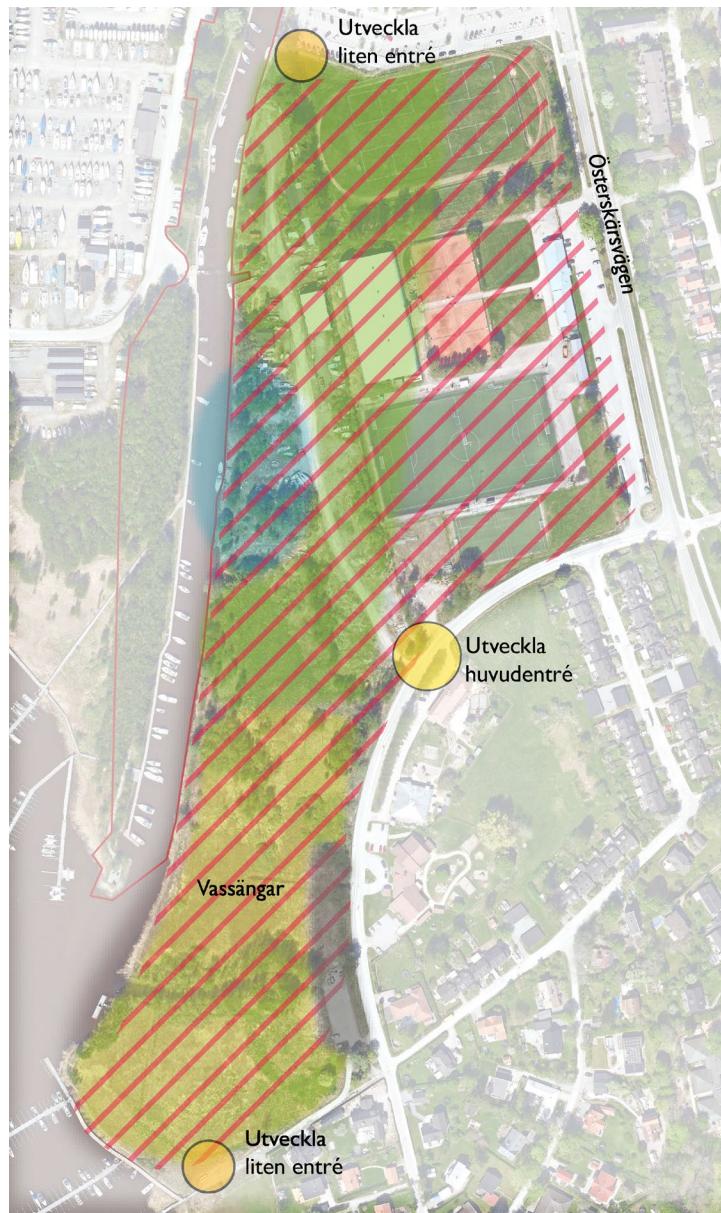 Utveckla
liten entré
Österskärsvägen
Utveckla
huvudentré
Vassängar
Utveckla
liten entré